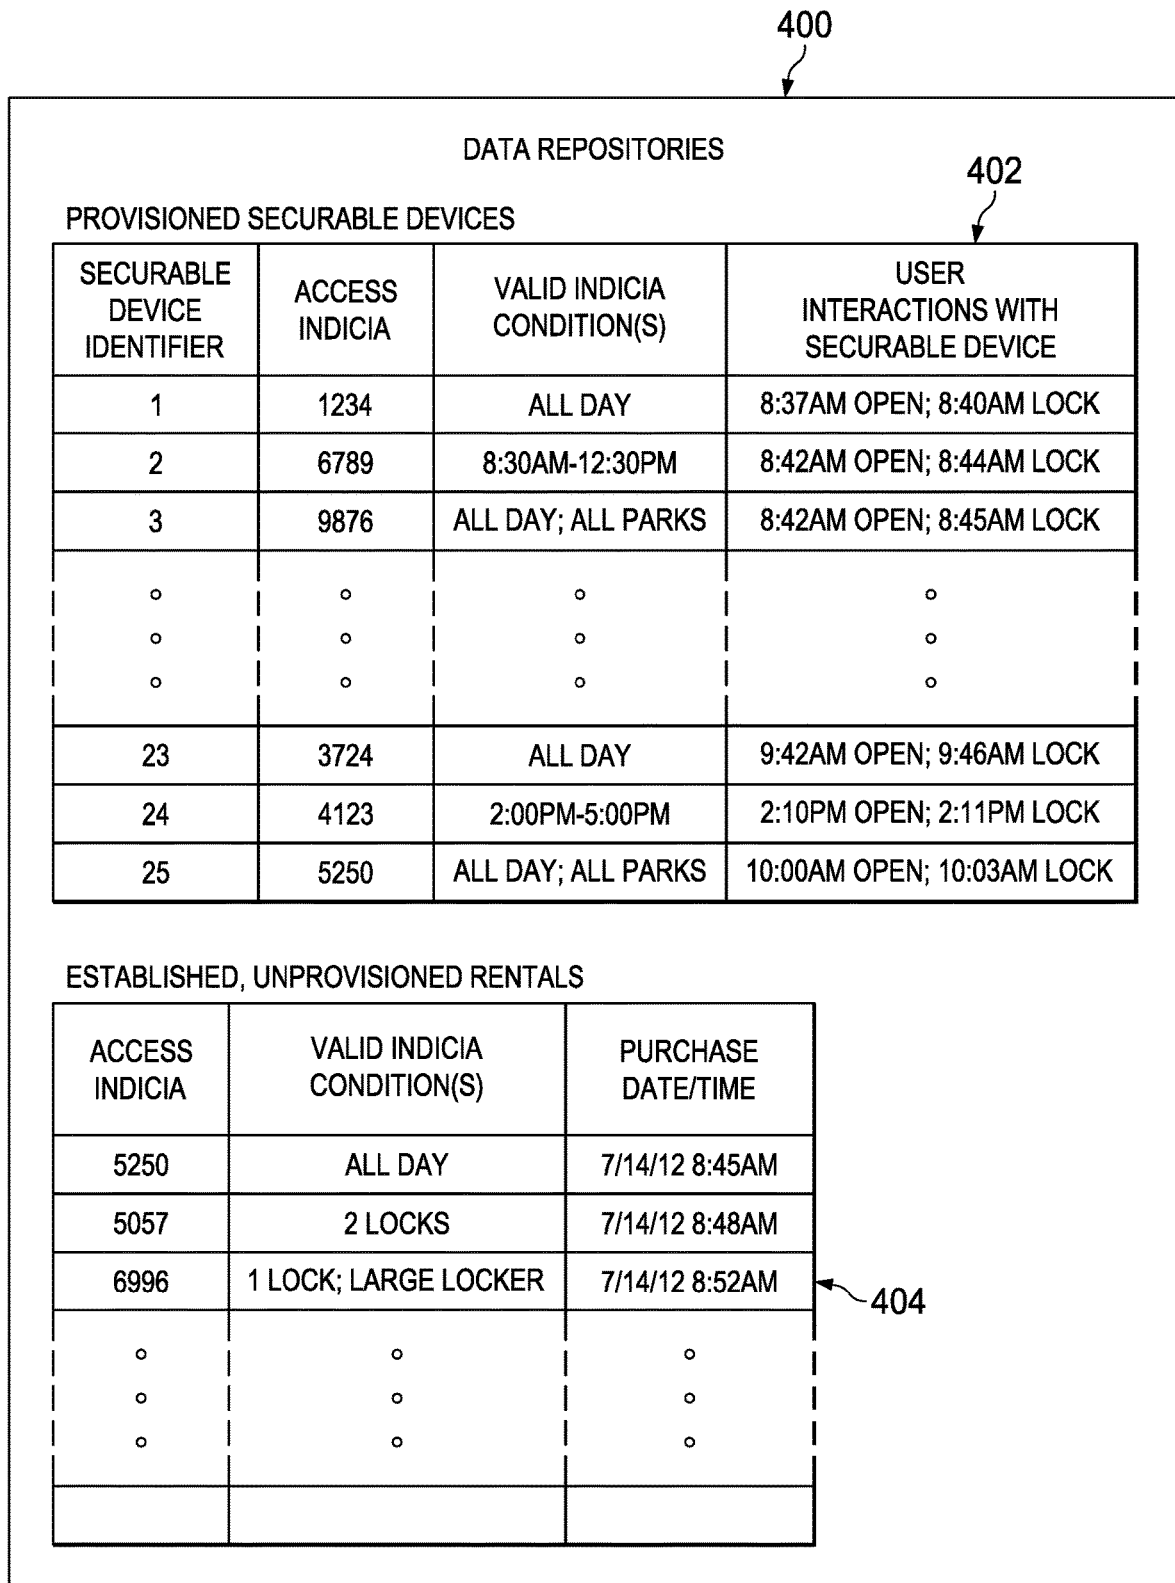 400
DATA REPOSITORIES
402
PROVISIONED SECURABLE DEVICES
SECURABLE DEVICE IDENTIFIER
ACCESS INDICIA
VALID INDICIA CONDITION(S)
USER INTERACTIONS WITH SECURABLE DEVICE
1 1234 ALL DAY 8:37AM OPEN; 8:40AM LOCK
2 6789 8:30AM-12:30PM 8:42AM OPEN; 8:44AM LOCK
3 9876 ALL DAY; ALL PARKS 8:42AM OPEN; 8:45AM LOCK
23 3724 ALL DAY 9:42AM OPEN; 9:46AM LOCK
24 4123 2:00PM-5:00PM 2:10PM OPEN; 2:11PM LOCK
25 5250 ALL DAY; ALL PARKS 10:00AM OPEN; 10:03AM LOCK
ESTABLISHED, UNPROVISIONED RENTALS
ACCESS INDICIA
VALID INDICIA CONDITION(S)
PURCHASE DATE/TIME
5250 ALL DAY 7/14/12 8:45AM
5057 2 LOCKS 7/14/12 8:48AM
6996 1 LOCK; LARGE LOCKER 7/14/12 8:52AM
404